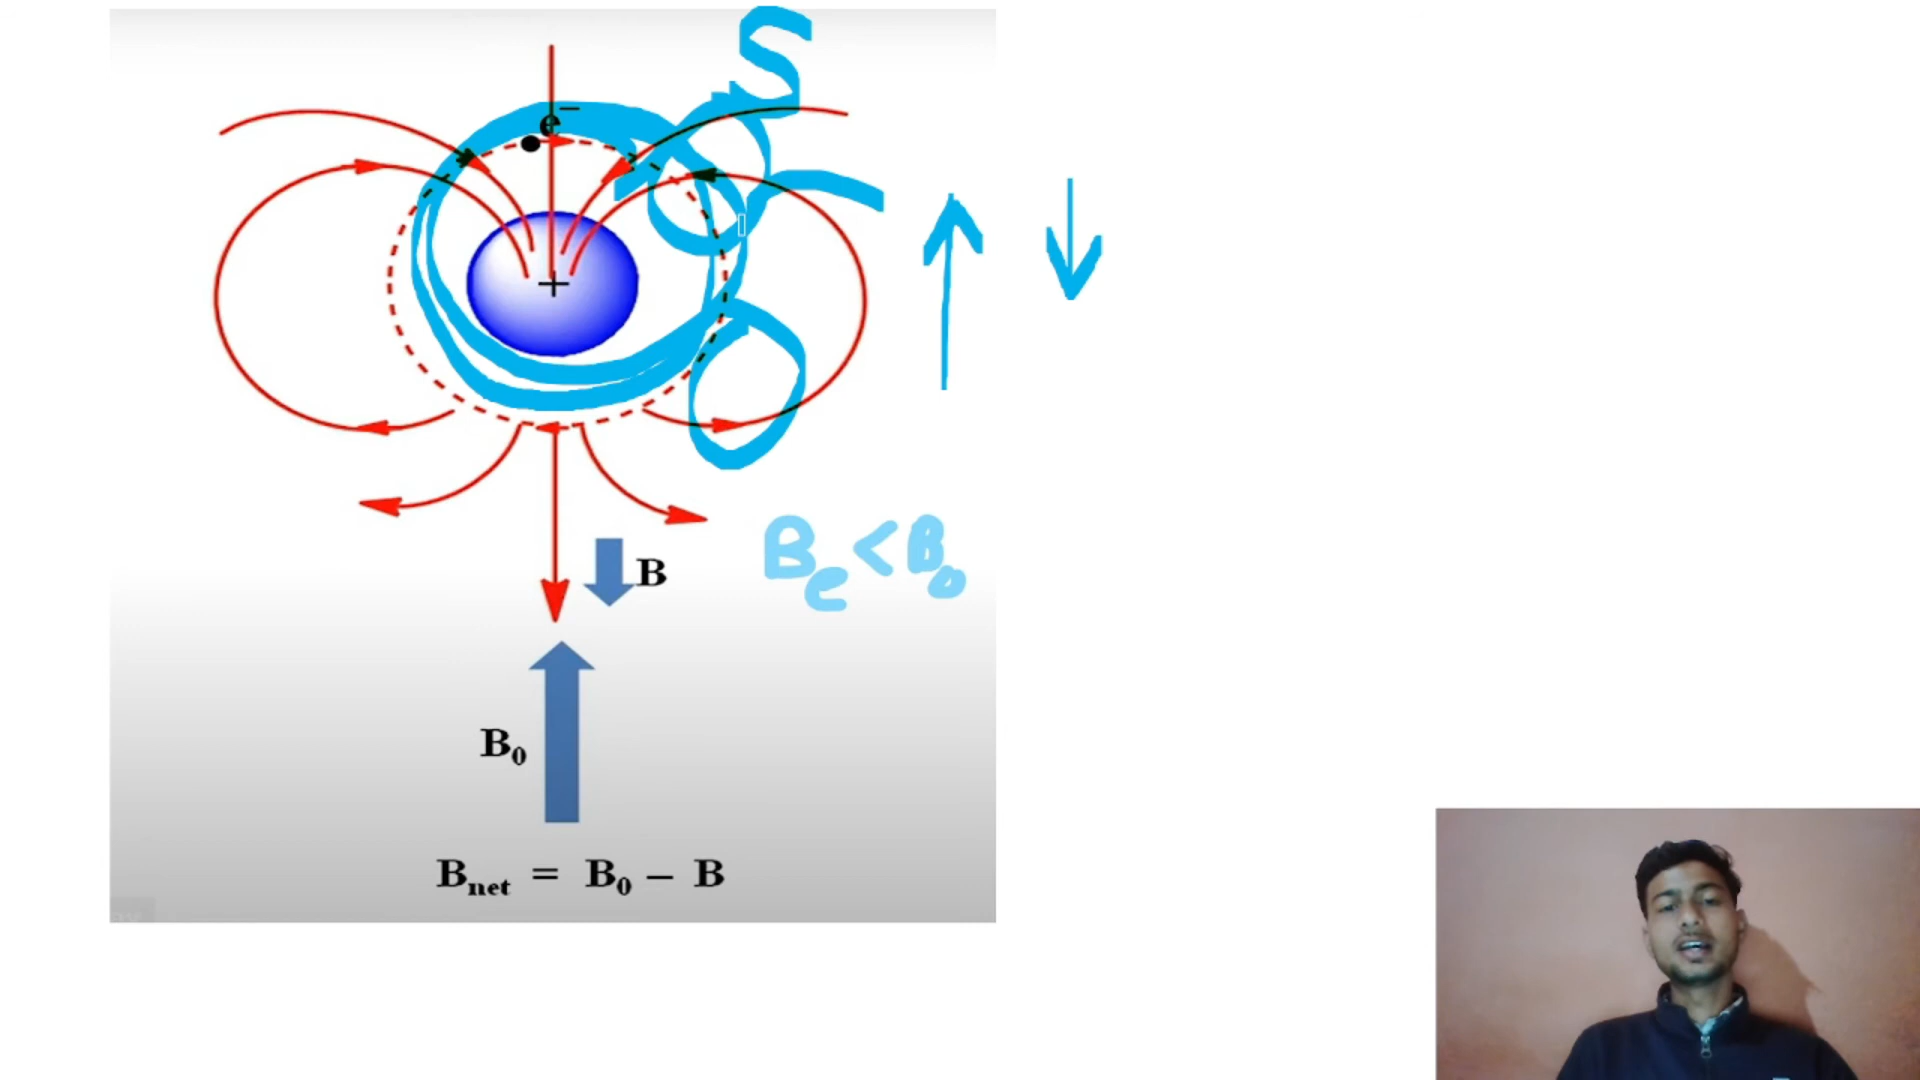 S
e⁻
+
B
Be < B₀
B₀
Bnet = B₀ – B